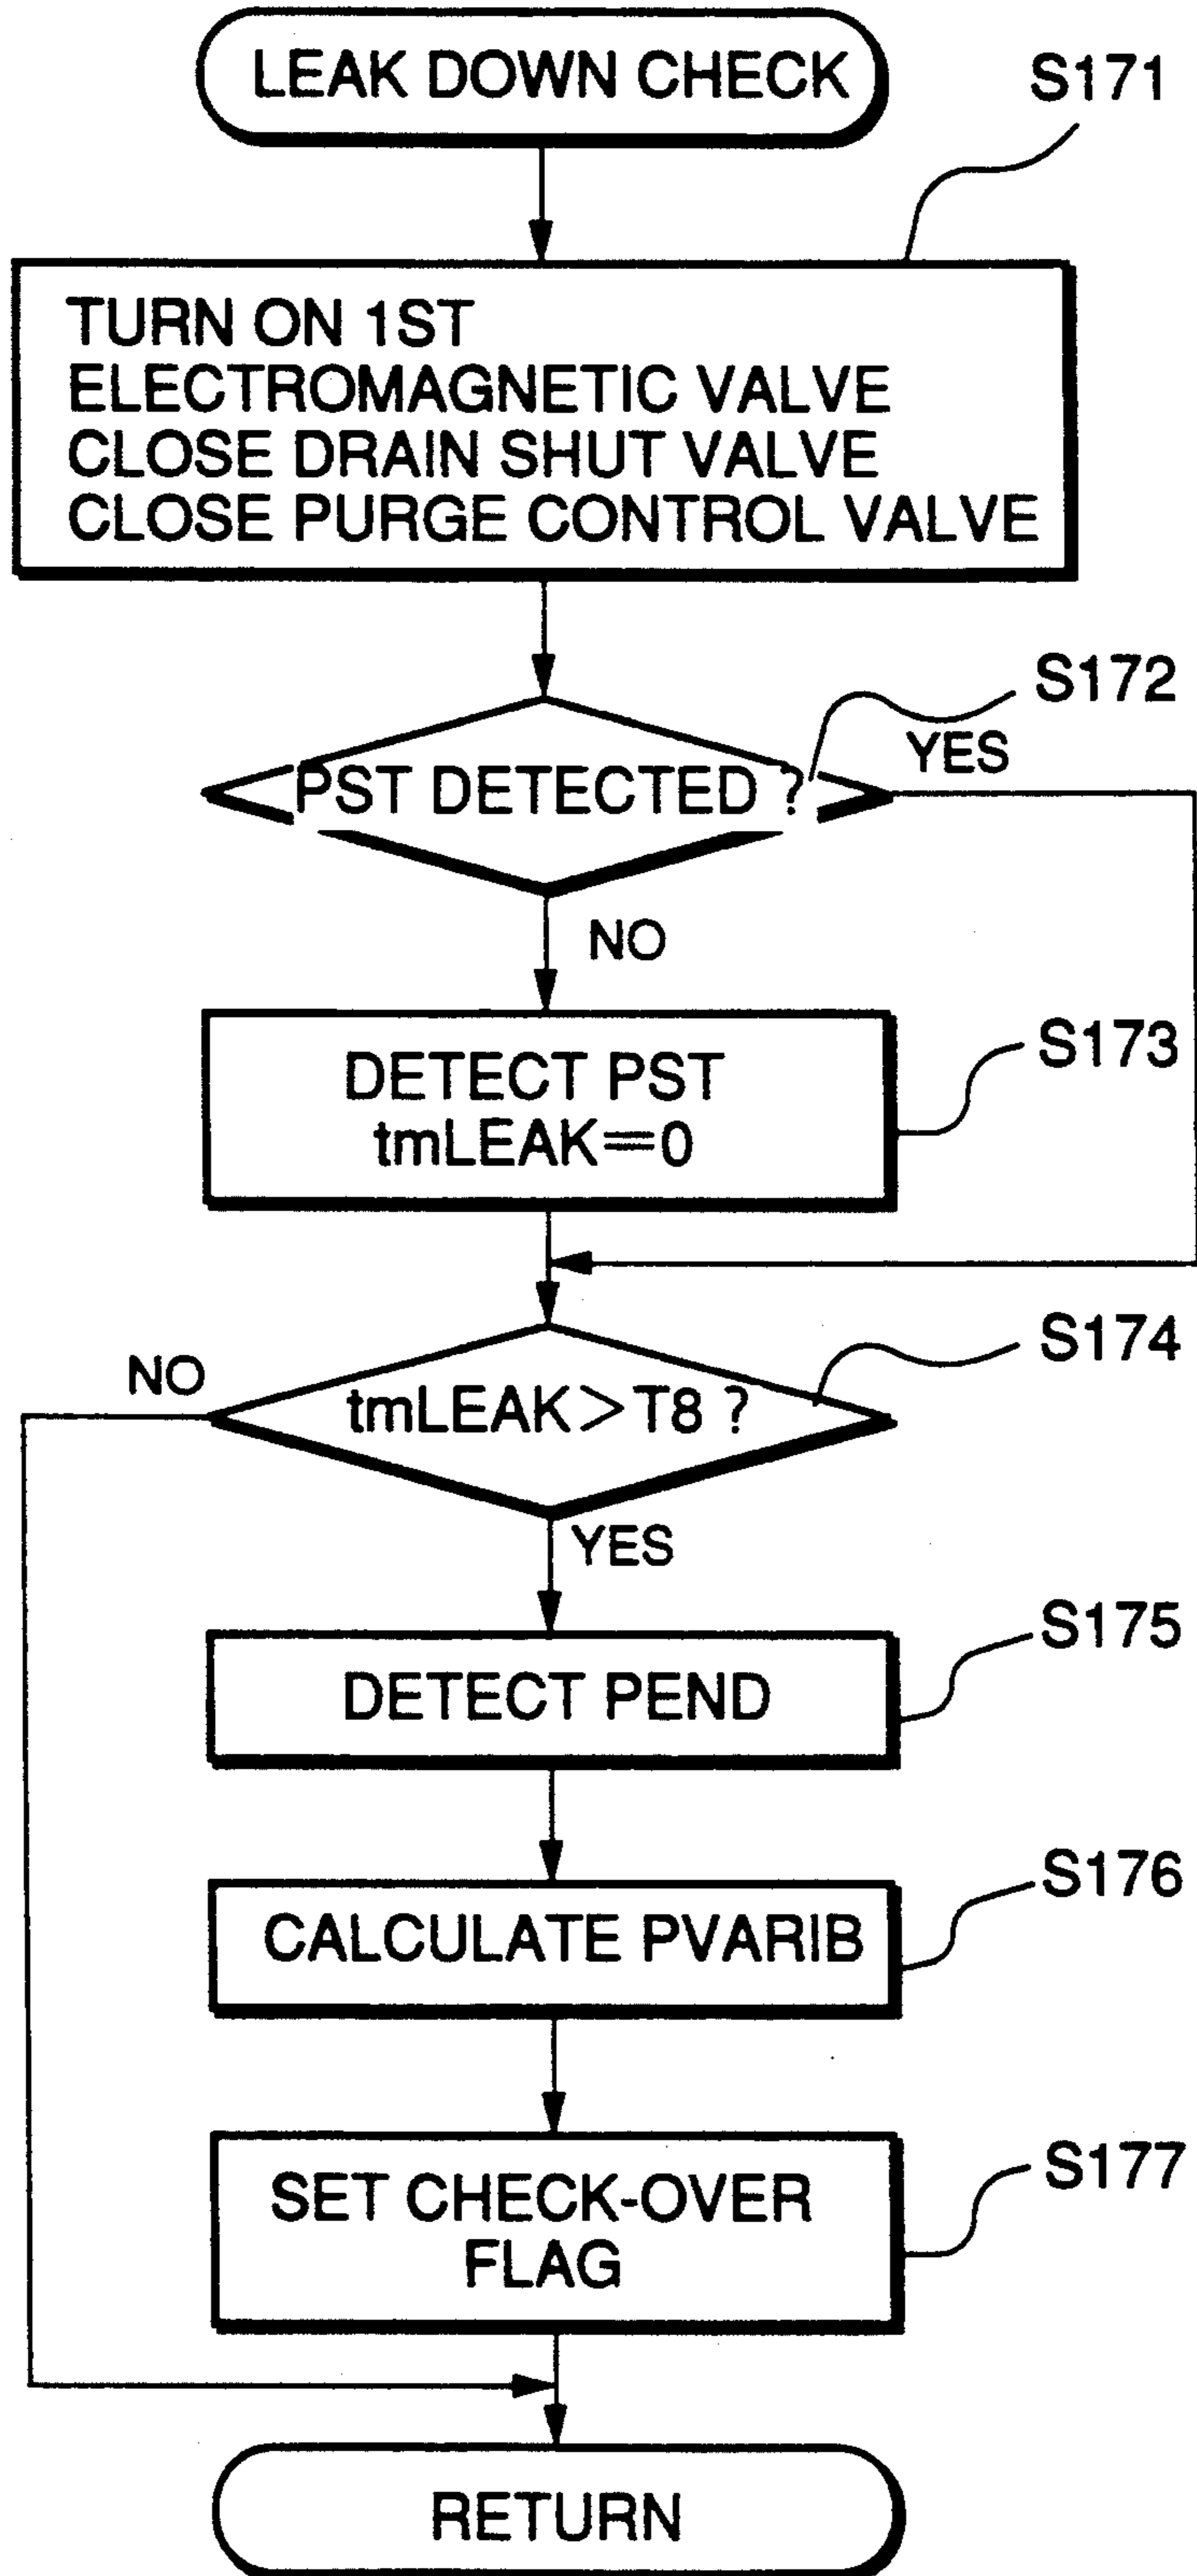 LEAK DOWN CHECK
S171
TURN ON 1ST
ELECTROMAGNETIC VALVE
CLOSE DRAIN SHUT VALVE
CLOSE PURGE CONTROL VALVE
S172
PST DETECTED ?
YES
NO
S173
DETECT PST
tmLEAK=0
S174
NO
tmLEAK>T8 ?
YES
S175
DETECT PEND
S176
CALCULATE PVARIB
S177
SET CHECK-OVER
FLAG
RETURN